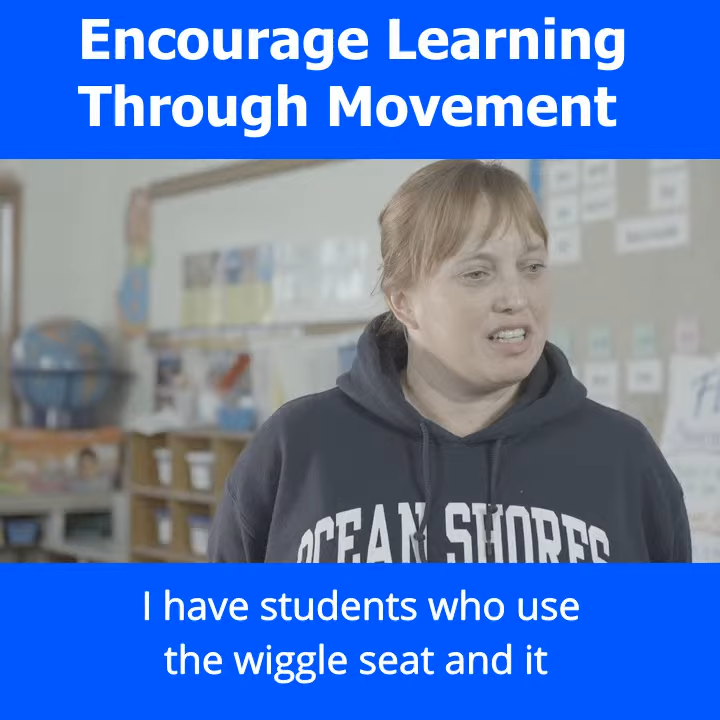 Encourage Learning
Through Movement
OCEAN SHORES
I have students who use
the wiggle seat and it